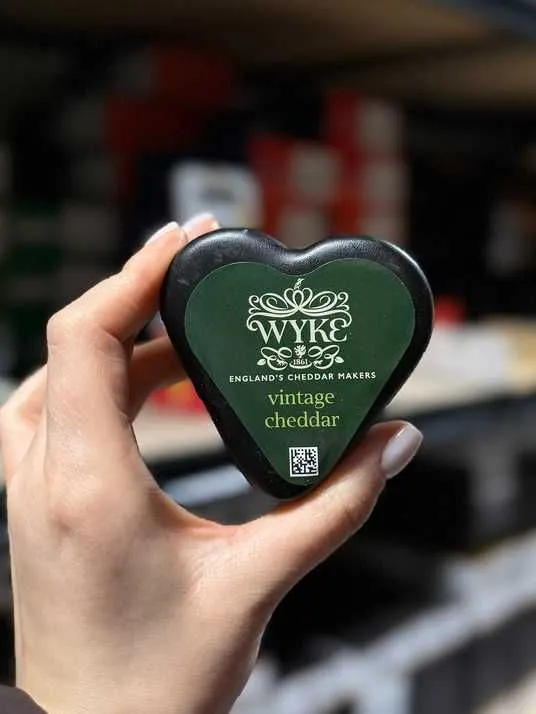 WYKE
1861
ENGLAND'S CHEDDAR MAKERS
vintage
cheddar